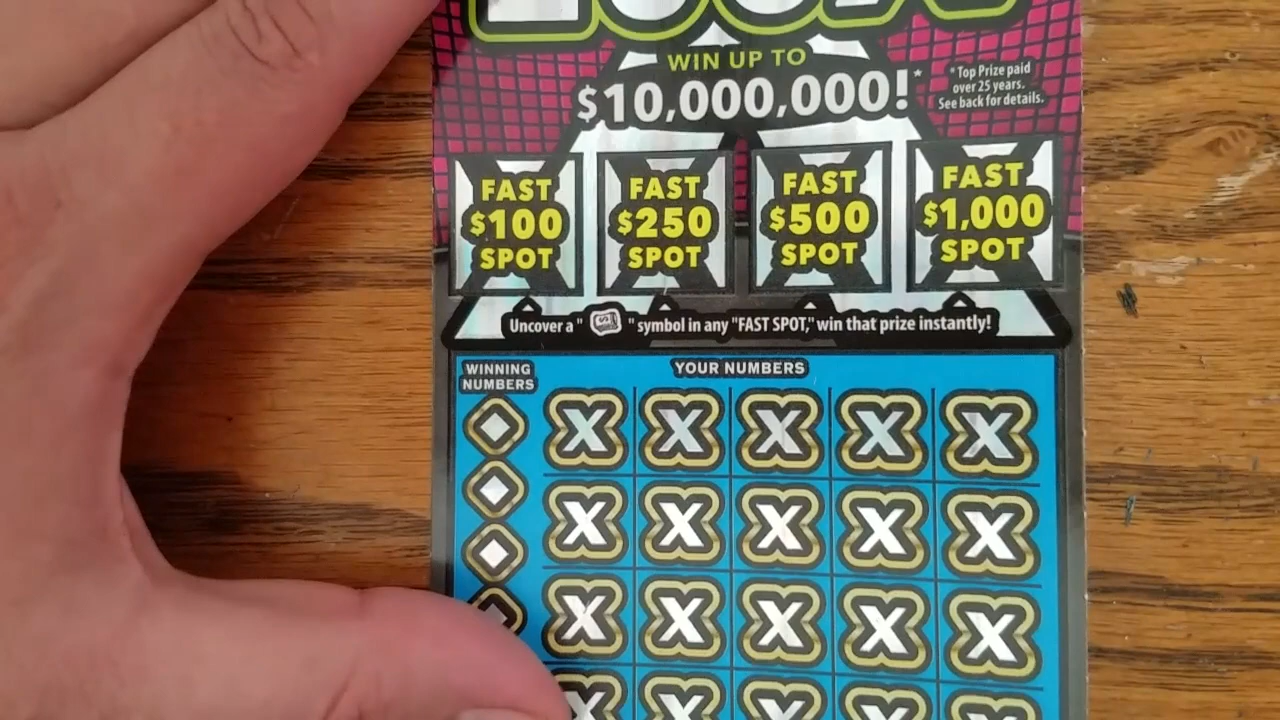 WIN UP TO
$10,000,000!*
* Top Prize paid
over 25 years.
See back for details.
FAST
$100
SPOT
FAST
$250
SPOT
FAST
$500
SPOT
FAST
$1,000
SPOT
Uncover a " " symbol in any "FAST SPOT," win that prize instantly!
WINNING
NUMBERS
YOUR NUMBERS
X X X X X
X X X X X
X X X X X
X X X X X